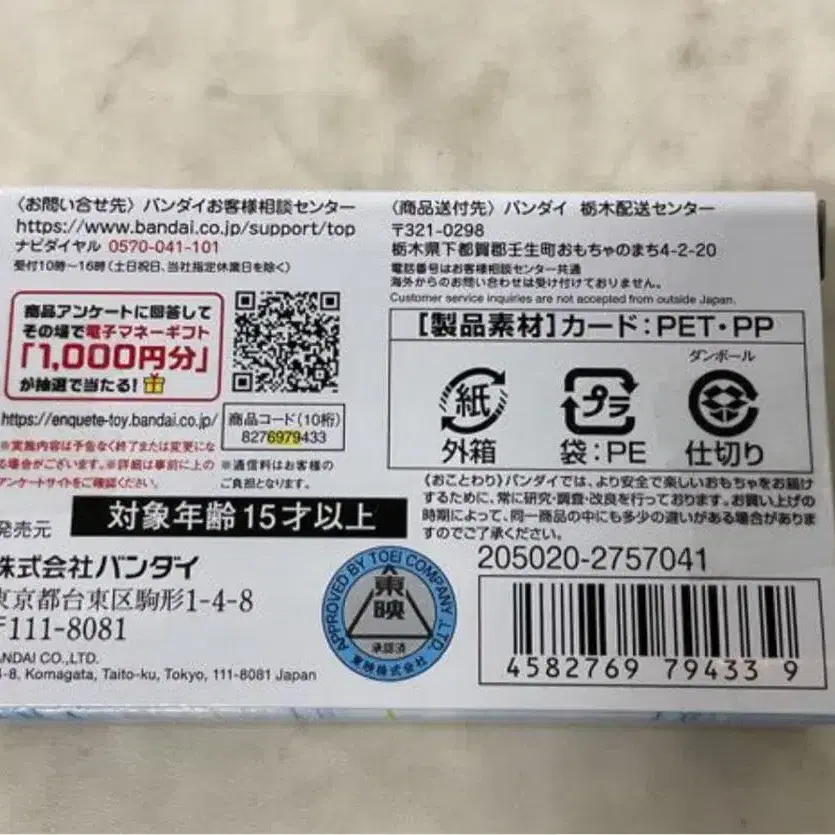 〈お問い合せ先〉バンダイお客様相談センター
https://www.bandai.co.jp/support/top
ナビダイヤル 0570-041-101
受付10時～16時(土日祝日、当社指定休業日を除く)
商品アンケートに回答して
その場で電子マネーギフト
「1,000円分」
が抽選で当たる!
https://enquete-toy.bandai.co.jp/
商品コード(10桁)
8276979433
※実施内容は予告なく終了または変更にな
る場合がございます。※詳細は事前に上の
アンケートサイトをご確認ください。
※通信料はお客様の
ご負担となります。
〈商品送付先〉バンダイ 栃木配送センター
〒321-0298
栃木県下都賀郡壬生町おもちゃのまち4-2-20
電話番号はお客様相談センター共通
海外からのお問い合わせは受け付けておりません。
Customer service inquiries are not accepted from outside Japan.
【製品素材】カード:PET・PP
紙
外箱
プラ
袋:PE
ダンボール
仕切り
《おことわり》バンダイでは、より安全で楽しいおもちゃをお届け
するために、常に研究・調査・改良を行っております。お買い上げの
時期によって、同一商品の中にも多少の違いがある場合がありま
すのでご了承ください。
対象年齢15才以上
発売元
株式会社バンダイ
東京都台東区駒形1-4-8
〒111-8081
ANDAI CO.,LTD.
4-8, Komagata, Taito-ku, Tokyo, 111-8081 Japan
APPROVED BY TOEI COMPANY, LTD.
東映
承認済
東映株式会社
205020-2757041
4582769 79433 9